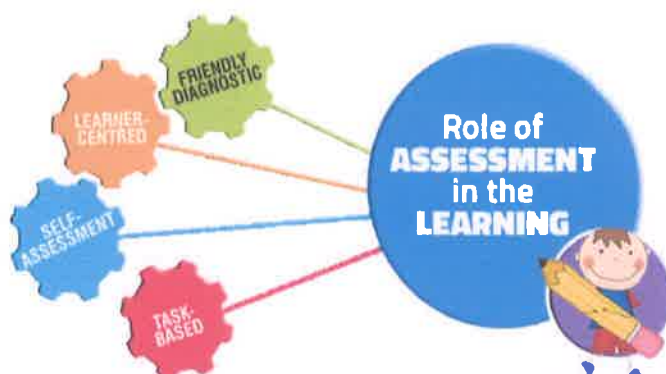 FRIENDLY
DIAGNOSTIC
LEARNER-
CENTRED
SELF-
ASSESSMENT
TASK-
BASED
Role of
ASSESSMENT
in the
LEARNING